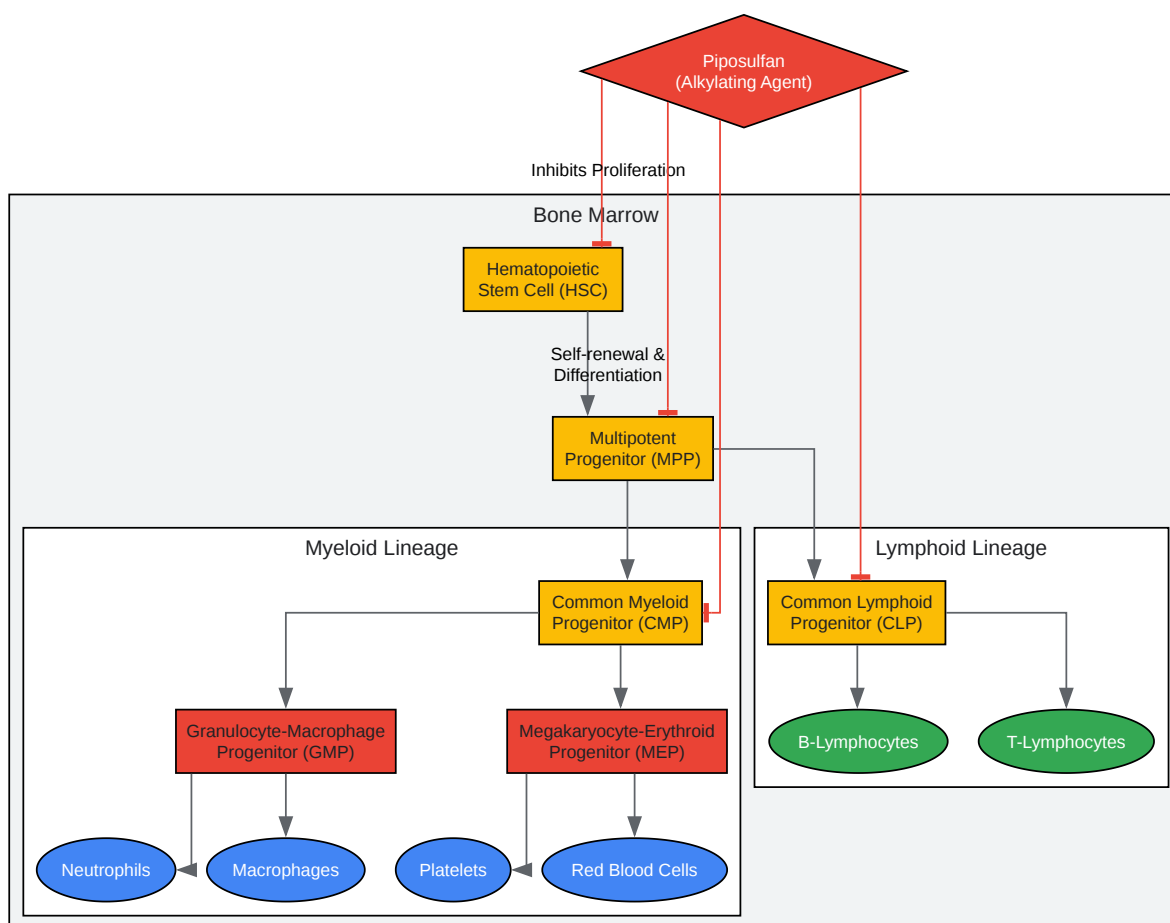 Piposulfan
(Alkylating Agent)
Inhibits Proliferation
Bone Marrow
Hematopoietic
Stem Cell (HSC)
Self-renewal &
Differentiation
Multipotent
Progenitor (MPP)
Myeloid Lineage
Lymphoid Lineage
Common Myeloid
Progenitor (CMP)
Common Lymphoid
Progenitor (CLP)
Granulocyte-Macrophage
Progenitor (GMP)
Megakaryocyte-Erythroid
Progenitor (MEP)
B-Lymphocytes
T-Lymphocytes
Neutrophils
Macrophages
Platelets
Red Blood Cells